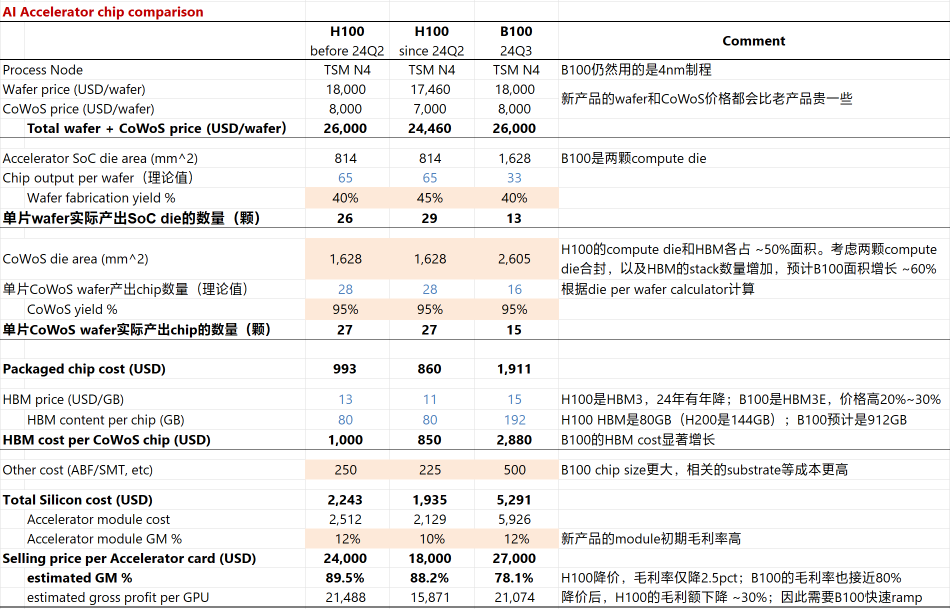 AI Accelerator chip comparison
H100 H100 B100 Comment
before 24Q2 since 24Q2 24Q3
Process Node TSM N4 TSM N4 TSM N4 B100仍然用的是4nm制程
Wafer price (USD/wafer) 18,000 17,460 18,000 新产品的wafer和CoWoS价格都会比老产品贵一些
CoWoS price (USD/wafer) 8,000 7,000 8,000
Total wafer + CoWoS price (USD/wafer) 26,000 24,460 26,000
Accelerator SoC die area (mm^2) 814 814 1,628 B100是两颗compute die
Chip output per wafer（理论值） 65 65 33
Wafer fabrication yield % 40% 45% 40%
单片wafer实际产出SoC die的数量（颗） 26 29 13
CoWoS die area (mm^2) 1,628 1,628 2,605 H100的compute die和HBM各占 ~50%面积。考虑两颗compute
die合封，以及HBM的stack数量增加，预计B100面积增长 ~60%
单片CoWoS wafer产出chip数量（理论值） 28 28 16 根据die per wafer calculator计算
CoWoS yield % 95% 95% 95%
单片CoWoS wafer实际产出chip的数量（颗） 27 27 15
Packaged chip cost (USD) 993 860 1,911
HBM price (USD/GB) 13 11 15 H100是HBM3，24年有年降；B100是HBM3E，价格高20%~30%
HBM content per chip (GB) 80 80 192 H100 HBM是80GB（H200是144GB）；B100预计是912GB
HBM cost per CoWoS chip (USD) 1,000 850 2,880 B100的HBM cost显著增长
Other cost (ABF/SMT, etc) 250 225 500 B100 chip size更大，相关的substrate等成本更高
Total Silicon cost (USD) 2,243 1,935 5,291
Accelerator module cost 2,512 2,129 5,926
Accelerator module GM % 12% 10% 12% 新产品的module初期毛利率高
Selling price per Accelerator card (USD) 24,000 18,000 27,000
estimated GM % 89.5% 88.2% 78.1% H100降价，毛利率仅降2.5pct；B100的毛利率也接近80%
estimated gross profit per GPU 21,488 15,871 21,074 降价后，H100的毛利额下降 ~30%；因此需要B100快速ramp